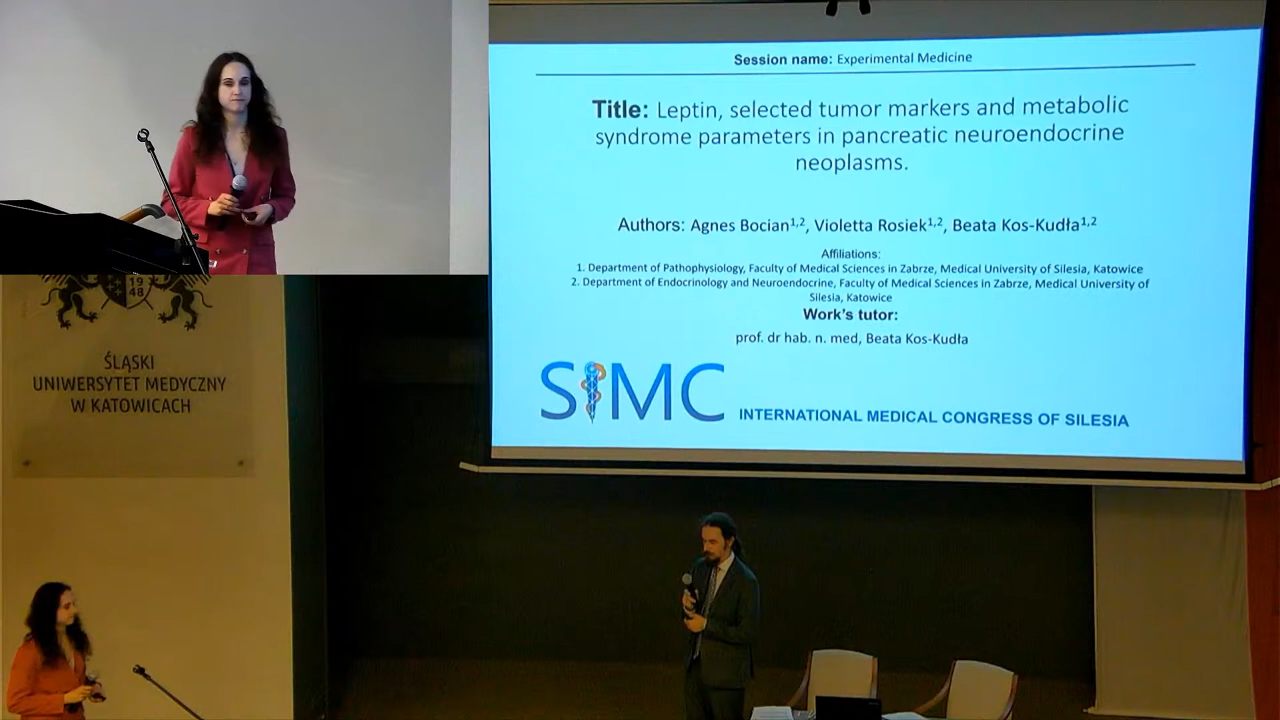 Session name: Experimental Medicine
Title: Leptin, selected tumor markers and metabolic
syndrome parameters in pancreatic neuroendocrine
neoplasms.
Authors: Agnes Bocian1,2, Violetta Rosiek1,2, Beata Kos-Kudła1,2
Affiliations:
1. Department of Pathophysiology, Faculty of Medical Sciences in Zabrze, Medical University of Silesia, Katowice
2. Department of Endocrinology and Neuroendocrine, Faculty of Medical Sciences in Zabrze, Medical University of
Silesia, Katowice
Work's tutor:
prof. dr hab. n. med, Beata Kos-Kudła
SIMC
INTERNATIONAL MEDICAL CONGRESS OF SILESIA
19
48
ŚLĄSKI
UNIWERSYTET MEDYCZNY
W KATOWICACH